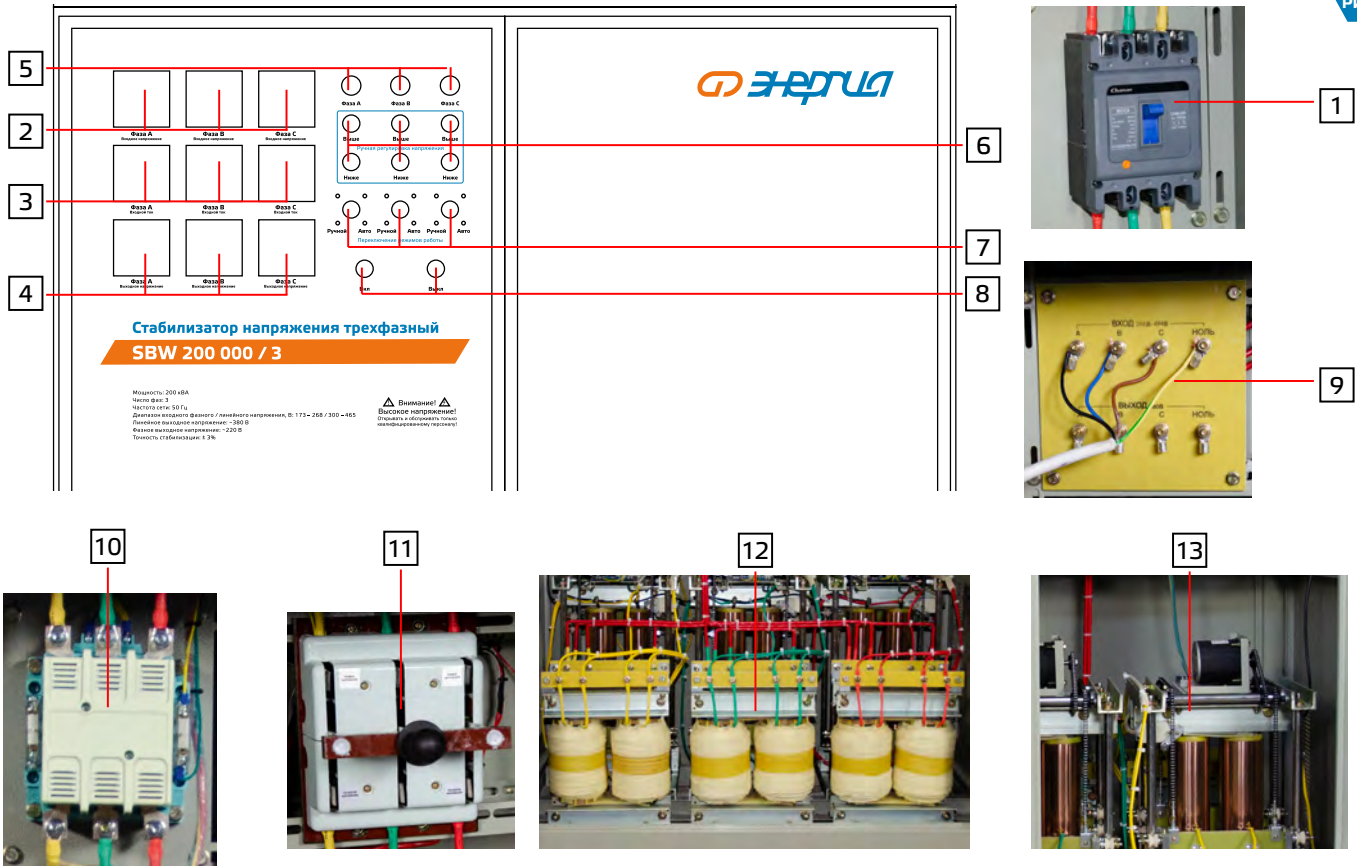 1
5
2
3
4
6
7
8
9
10
11
12
13
энергия
Фаза A Фаза B Фаза C
Входное напряжение Входное напряжение Входное напряжение
Фаза A Фаза B Фаза C
Входной ток Входной ток Входной ток
Фаза A Фаза B Фаза C
Выходное напряжение Выходное напряжение Выходное напряжение
Фаза A Фаза B Фаза C
Выше Выше Выше
Ручная регулировка напряжения
Ниже Ниже Ниже
Ручной Авто Ручной Авто Ручной Авто
Переключение режимов работы
Вкл Выкл
Стабилизатор напряжения трехфазный
SBW 200 000 / 3
Мощность: 200 кВА
Число фаз: 3
Частота сети: 50 Гц
Диапазон входного фазного / линейного напряжения, В: 173 – 268 / 300 – 465
Линейное выходное напряжение: ~380 В
Фазное выходное напряжение: ~220 В
Точность стабилизации: ± 3%
Внимание!
Высокое напряжение!
Открывать и обслуживать только
квалифицированному персоналу!
ВХОД
A B C НОЛЬ
ВЫХОД
B C НОЛЬ